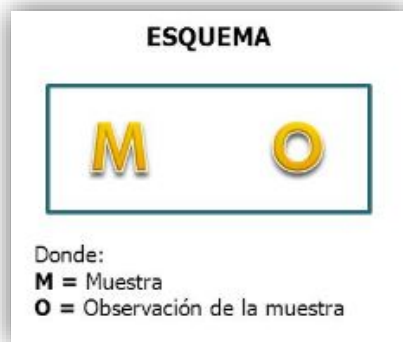 ESQUEMA
M O
Donde:
M = Muestra
O = Observación de la muestra